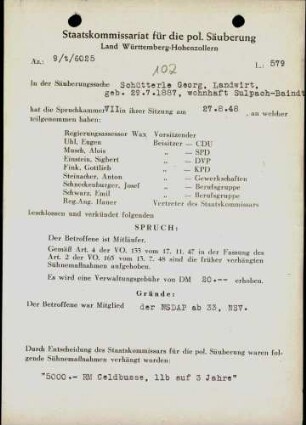 Staatskommissariat für die pol. Säuberung
Land Württemberg-Hohenzollern
Az.: 9/t/6025
L.: 579
102
In der Säuberungssache Schötterle Georg, Landwirt,
geb. 29.7.1887, wohnhaft Sulpach-Baindt
hat die Spruchkammer VII in ihrer Sitzung am 27.8.48, an welcher
teilgenommen haben:
Regierungsassessor Wax Vorsitzender
Uhl, Eugen Beisitzer — CDU
Musch, Alois — SPD
Einstein, Sigbert — DVP
Fink, Gottlieb — KPD
Steinacher, Anton — Gewerkschaften
Schneckenburger, Josef — Berufsgruppe
Schwarz, Emil — Berufsgruppe
Reg.Ang. Hauer Vertreter des Staatskommissars
beschlossen und verkündet folgenden
SPRUCH:
Der Betroffene ist Mitläufer.
Gemäß Art. 4 der VO. 133 vom 17. 11. 47 in der Fassung des
Art. 2 der VO. 165 vom 13. 7. 48 sind die früher verhängten
Sühnemaßnahmen aufgehoben.
Es wird eine Verwaltungsgebühr von DM 20.-- erhoben.
Gründe:
Der Betroffene war Mitglied der NSDAP ab 33, NSV.
Durch Entscheidung des Staatskommissars für die pol. Säuberung waren fol-
gende Sühnemaßnahmen verhängt worden:
"5000.- RM Geldbusse, 11b auf 3 Jahre"